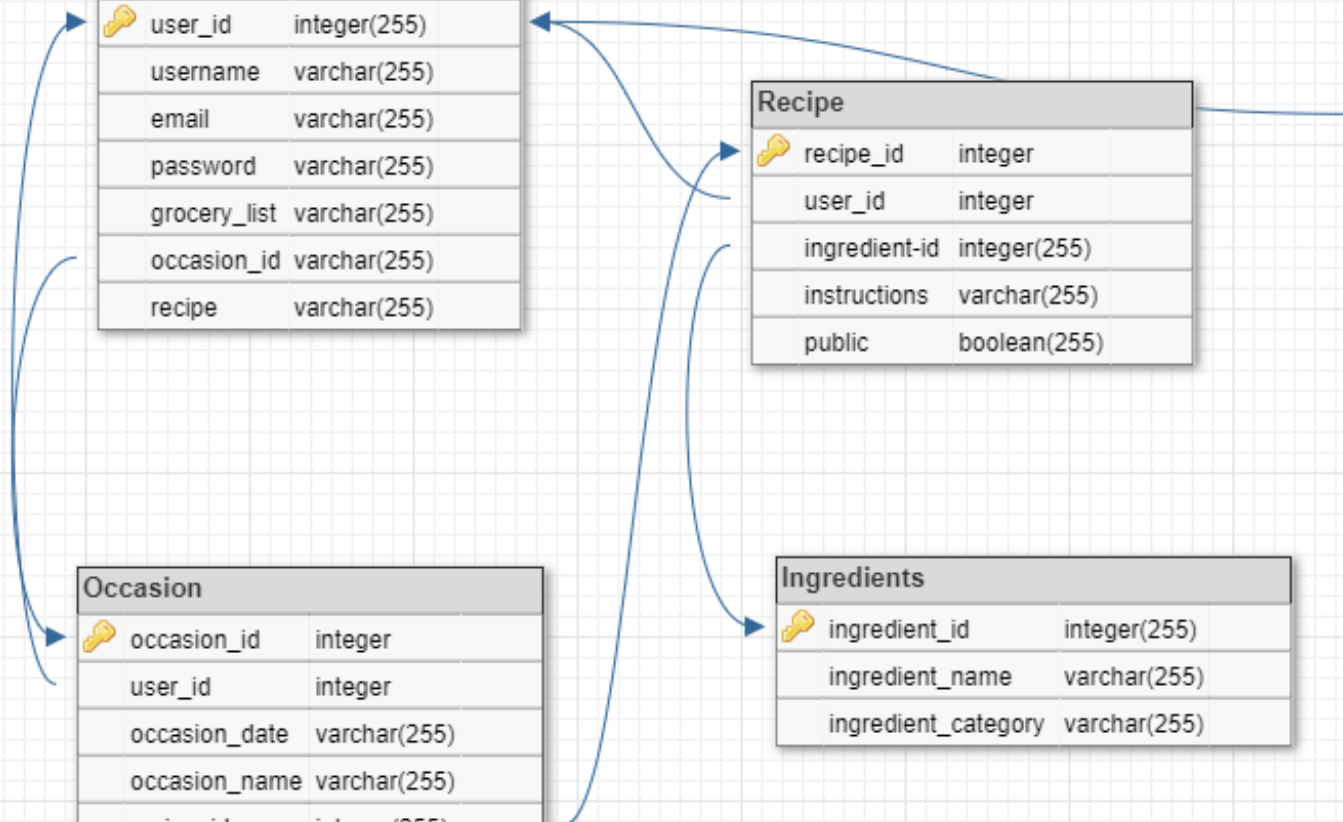 user_id integer(255)
username varchar(255)
email varchar(255)
password varchar(255)
grocery_list varchar(255)
occasion_id varchar(255)
recipe varchar(255)
Recipe
recipe_id integer
user_id integer
ingredient-id integer(255)
instructions varchar(255)
public boolean(255)
Occasion
occasion_id integer
user_id integer
occasion_date varchar(255)
occasion_name varchar(255)
Ingredients
ingredient_id integer(255)
ingredient_name varchar(255)
ingredient_category varchar(255)